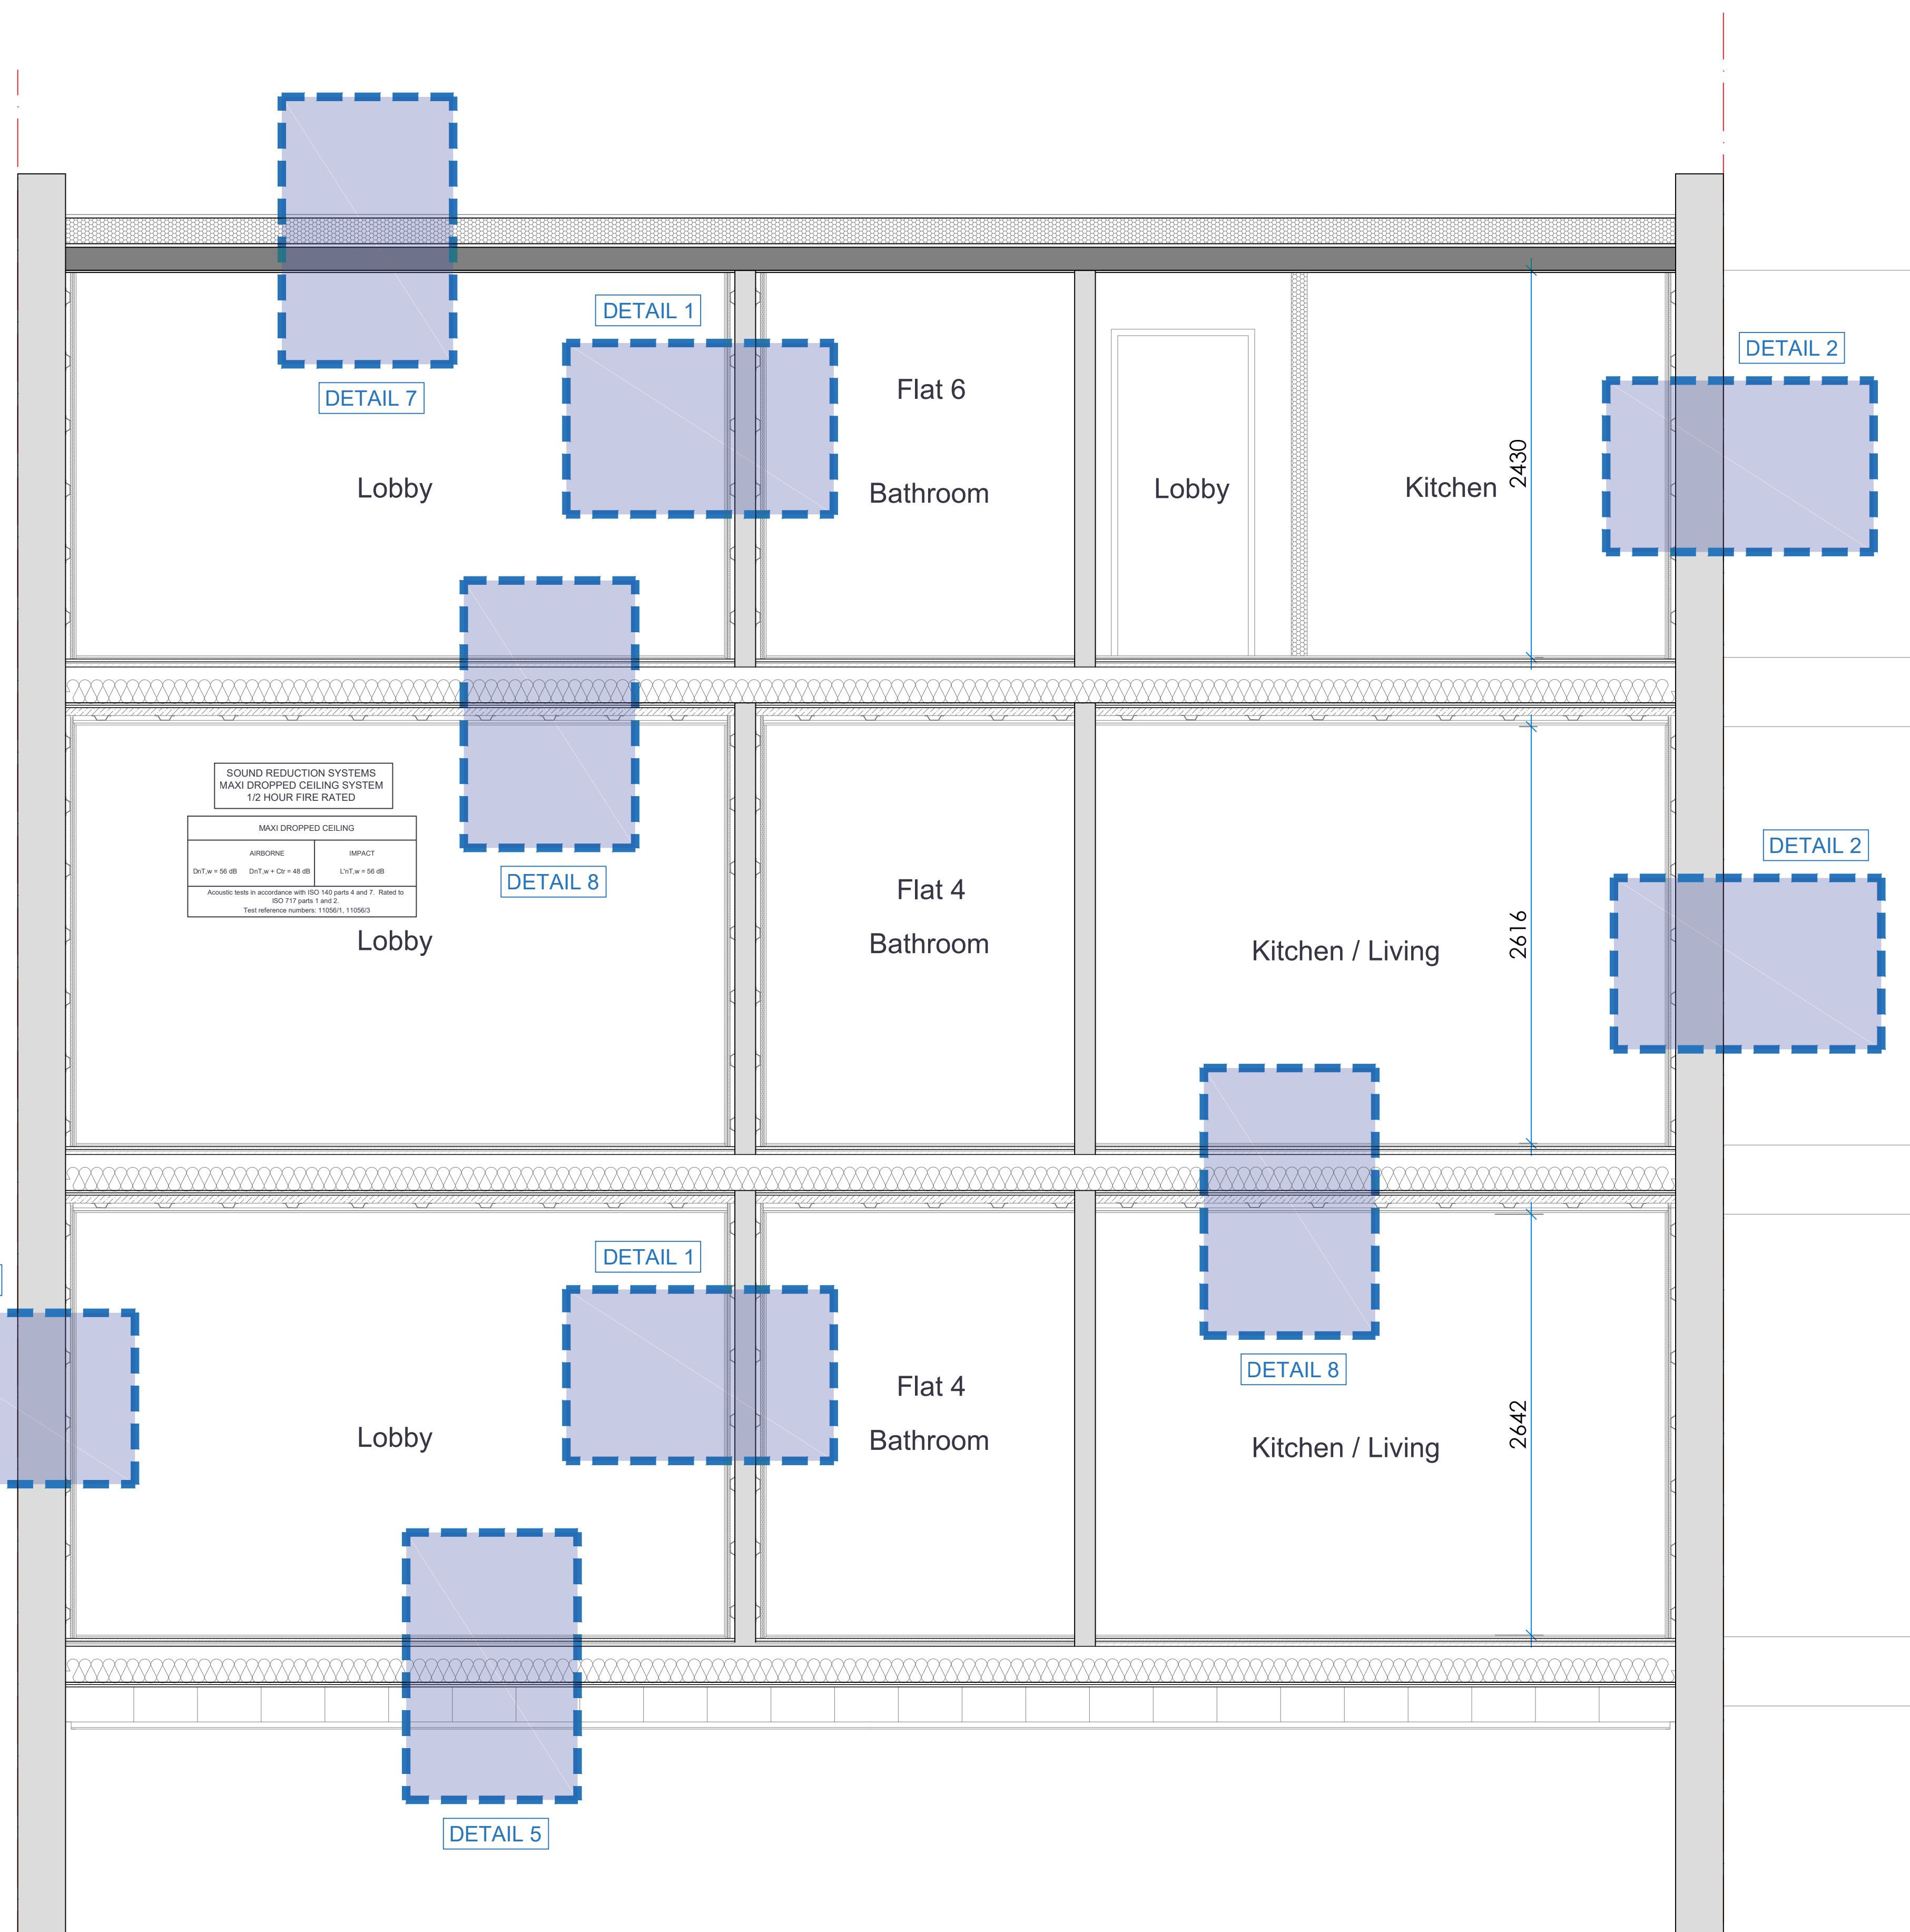 DETAIL 1
DETAIL 2
DETAIL 7
Flat 6
Lobby
Bathroom
Lobby
Kitchen
2430
SOUND REDUCTION SYSTEMS
MAXI DROPPED CEILING SYSTEM
1/2 HOUR FIRE RATED
MAXI DROPPED CEILING
AIRBORNE
IMPACT
DnT,w = 56 dB
DnT,w + Ctr = 48 dB
L'nT,w = 56 dB
Acoustic tests in accordance with ISO 140 parts 4 and 7. Rated to
ISO 717 parts 1 and 2.
Test reference numbers: 11056/1, 11056/3
DETAIL 8
DETAIL 2
Flat 4
Lobby
Bathroom
Kitchen / Living
2616
DETAIL 1
DETAIL 8
Flat 4
Lobby
Bathroom
Kitchen / Living
2642
DETAIL 5